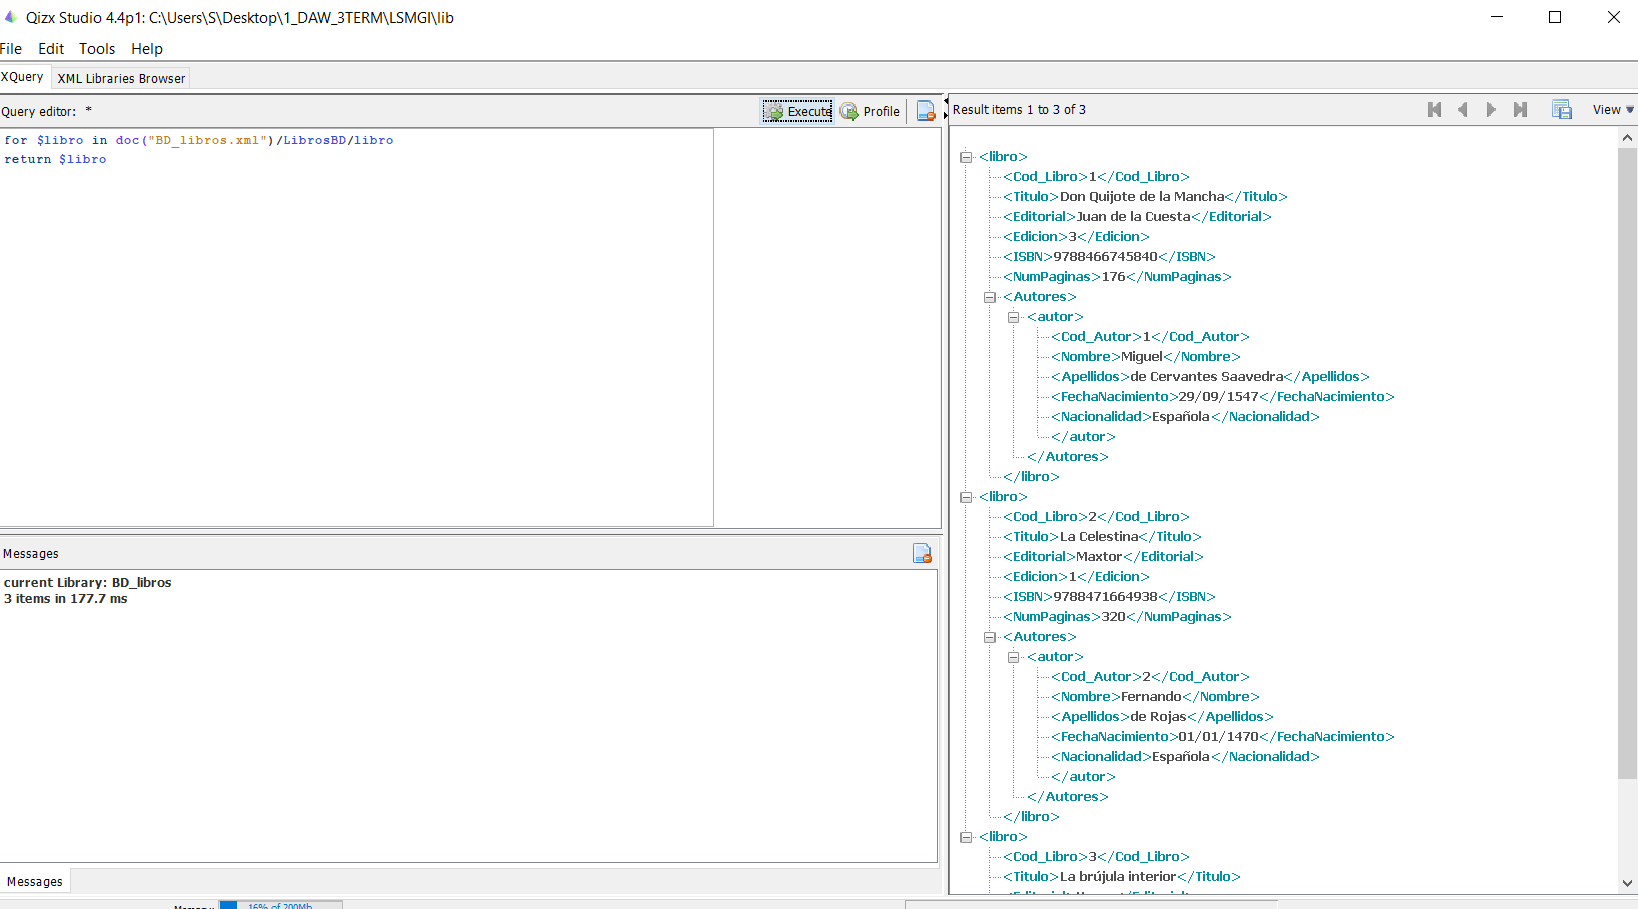 Qizx Studio 4.4p1: C:\Users\S\Desktop\1_DAW_3TERM\LSMGI\lib
File Edit Tools Help
XQuery XML Libraries Browser
Query editor: * Execute Profile
for $libro in doc("BD_libros.xml")/LibrosBD/libro
return $libro
Messages
current Library: BD_libros
3 items in 177.7 ms
Messages
16% of 200Mb
Result items 1 to 3 of 3 View
<libro>
<Cod_Libro>1</Cod_Libro>
<Titulo>Don Quijote de la Mancha</Titulo>
<Editorial>Juan de la Cuesta</Editorial>
<Edicion>3</Edicion>
<ISBN>9788466745840</ISBN>
<NumPaginas>176</NumPaginas>
<Autores>
<autor>
<Cod_Autor>1</Cod_Autor>
<Nombre>Miguel</Nombre>
<Apellidos>de Cervantes Saavedra</Apellidos>
<FechaNacimiento>29/09/1547</FechaNacimiento>
<Nacionalidad>Española</Nacionalidad>
</autor>
</Autores>
</libro>
<libro>
<Cod_Libro>2</Cod_Libro>
<Titulo>La Celestina</Titulo>
<Editorial>Maxtor</Editorial>
<Edicion>1</Edicion>
<ISBN>9788471664938</ISBN>
<NumPaginas>320</NumPaginas>
<Autores>
<autor>
<Cod_Autor>2</Cod_Autor>
<Nombre>Fernando</Nombre>
<Apellidos>de Rojas</Apellidos>
<FechaNacimiento>01/01/1470</FechaNacimiento>
<Nacionalidad>Española</Nacionalidad>
</autor>
</Autores>
</libro>
<libro>
<Cod_Libro>3</Cod_Libro>
<Titulo>La brújula interior</Titulo>